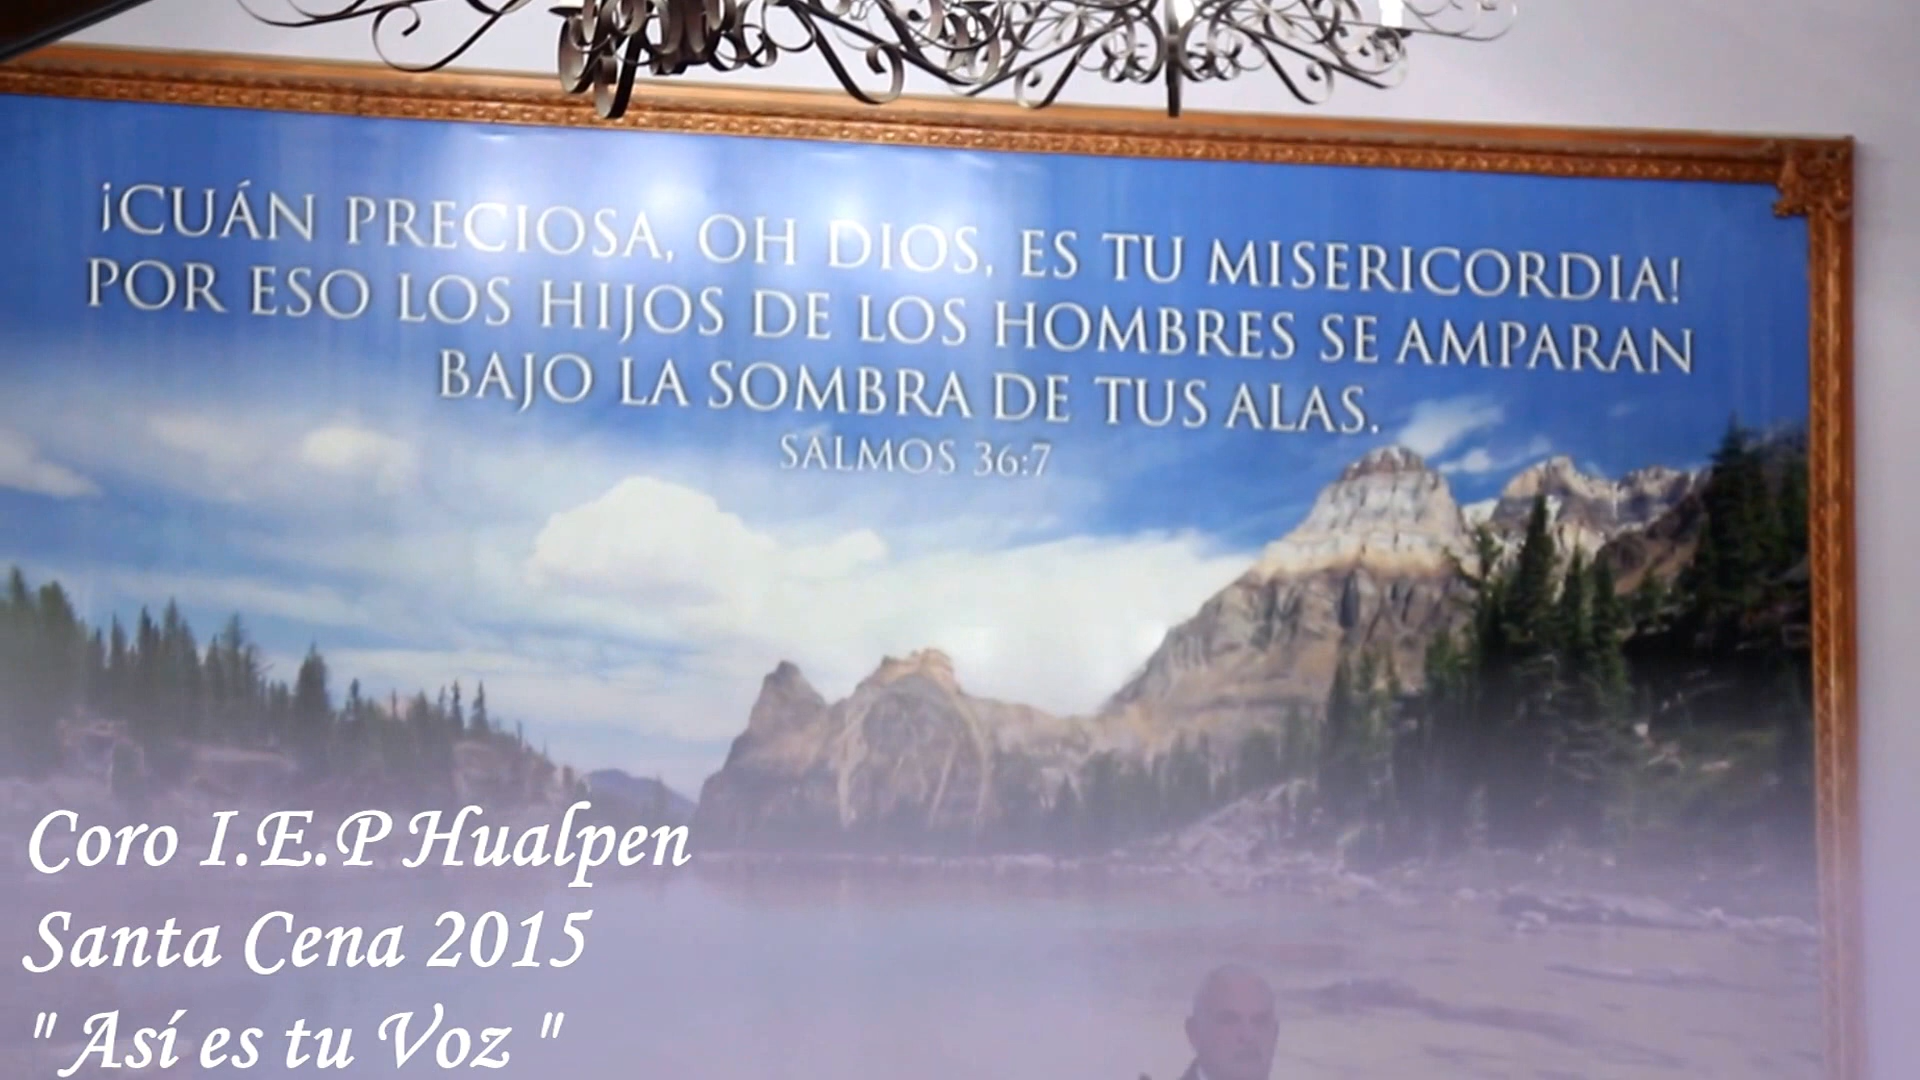 ¡CUÁN PRECIOSA, OH DIOS, ES TU MISERICORDIA!
POR ESO LOS HIJOS DE LOS HOMBRES SE AMPARAN
BAJO LA SOMBRA DE TUS ALAS.
SALMOS 36:7
Coro I.E.P Hualpen
Santa Cena 2015
" Así es tu Voz "